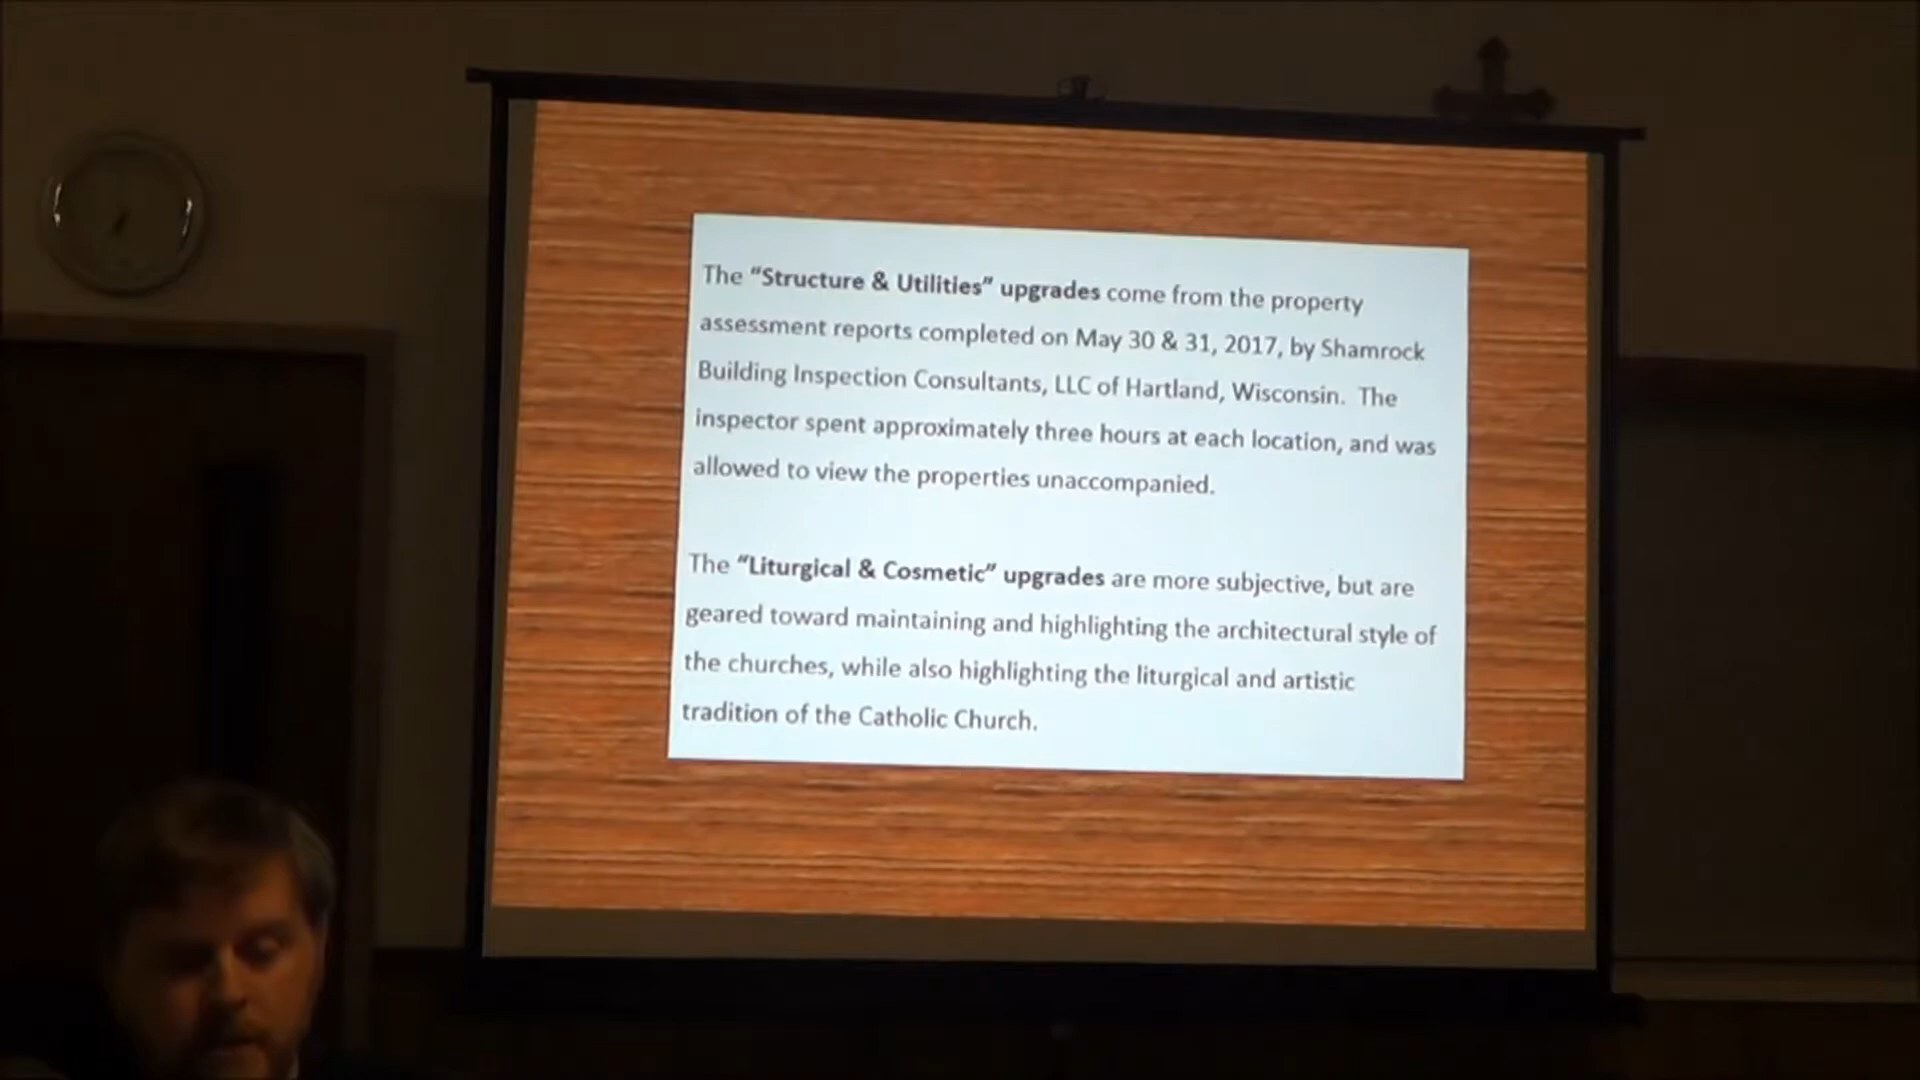 The “Structure & Utilities” upgrades come from the property
assessment reports completed on May 30 & 31, 2017, by Shamrock
Building Inspection Consultants, LLC of Hartland, Wisconsin. The
inspector spent approximately three hours at each location, and was
allowed to view the properties unaccompanied.
The “Liturgical & Cosmetic” upgrades are more subjective, but are
geared toward maintaining and highlighting the architectural style of
the churches, while also highlighting the liturgical and artistic
tradition of the Catholic Church.